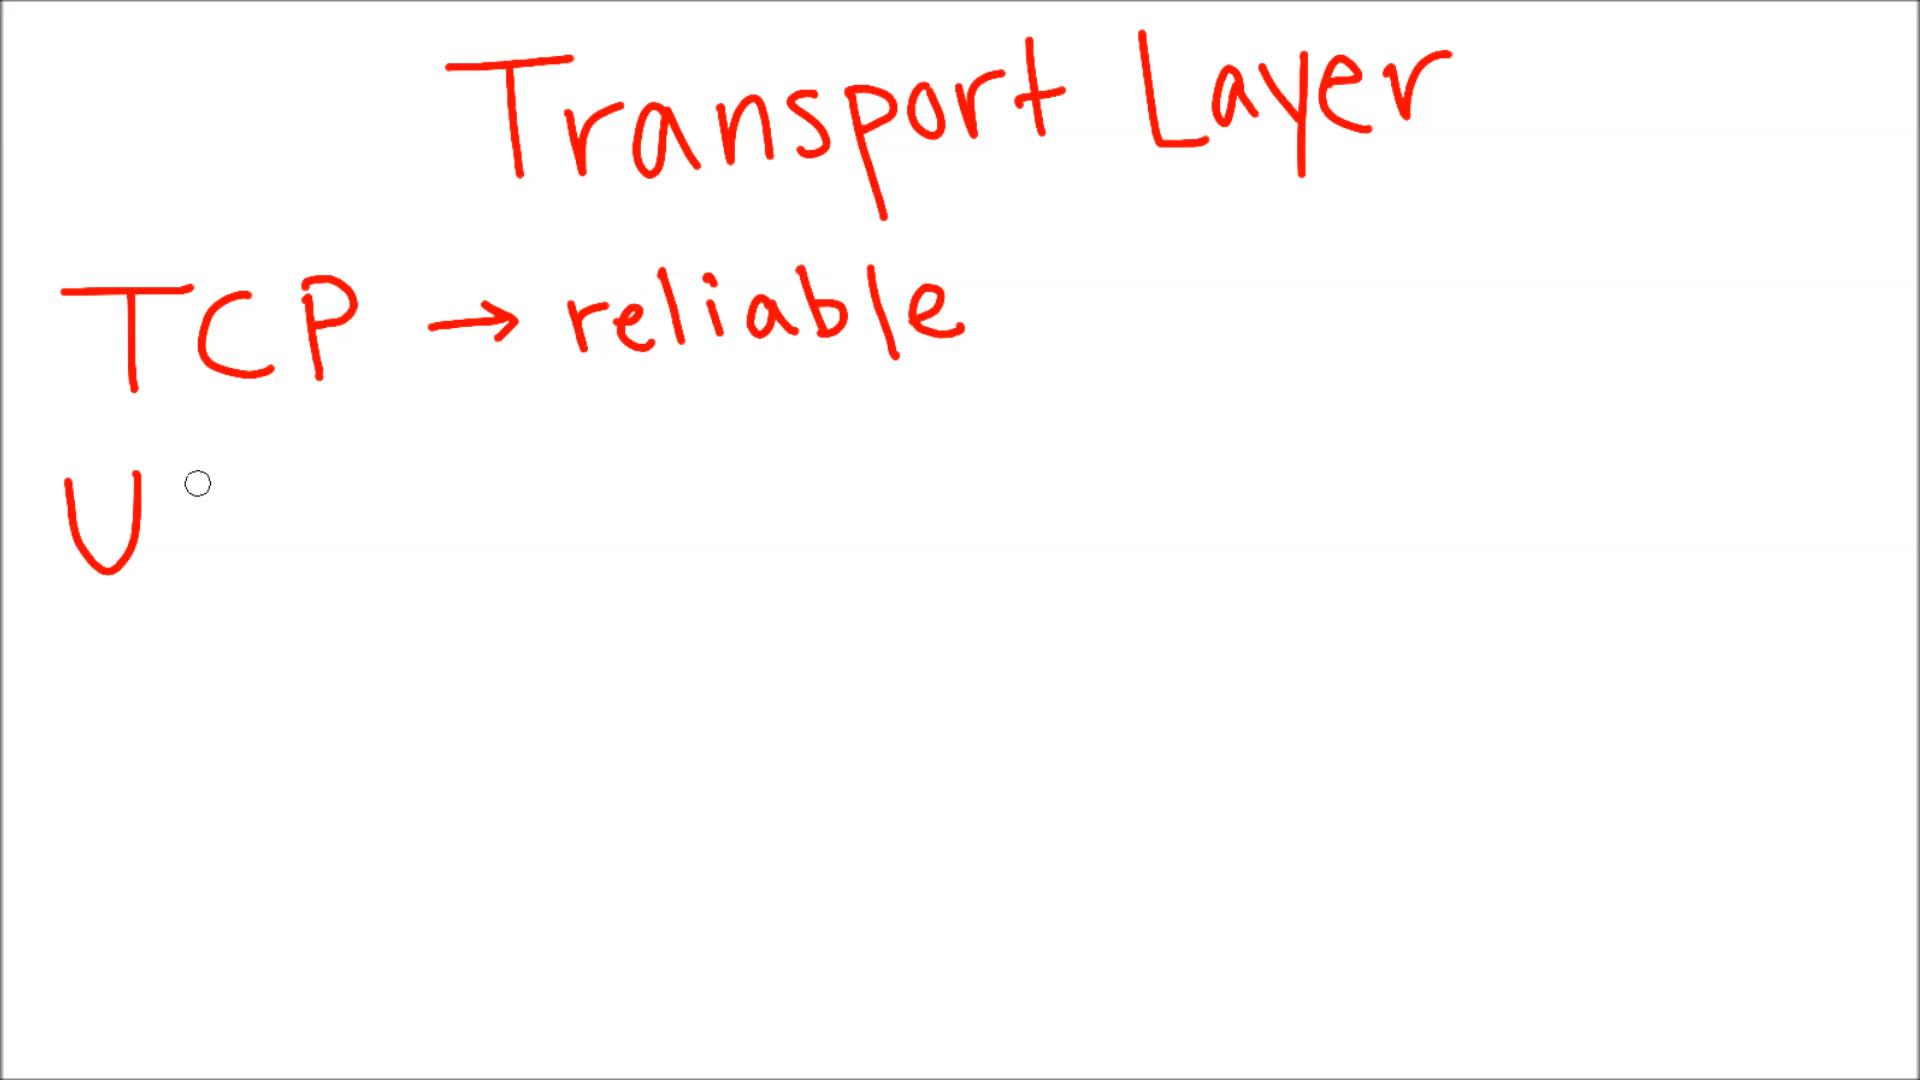 Transport Layer
TCP → reliable
U